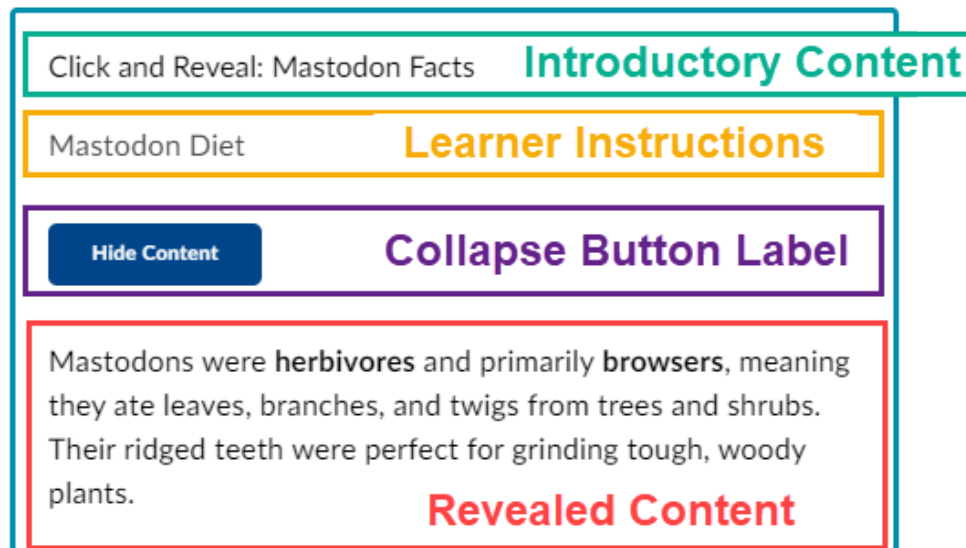 Click and Reveal: Mastodon Facts Introductory Content
Mastodon Diet Learner Instructions
Hide Content Collapse Button Label
Mastodons were herbivores and primarily browsers, meaning
they ate leaves, branches, and twigs from trees and shrubs.
Their ridged teeth were perfect for grinding tough, woody
plants.
Revealed Content